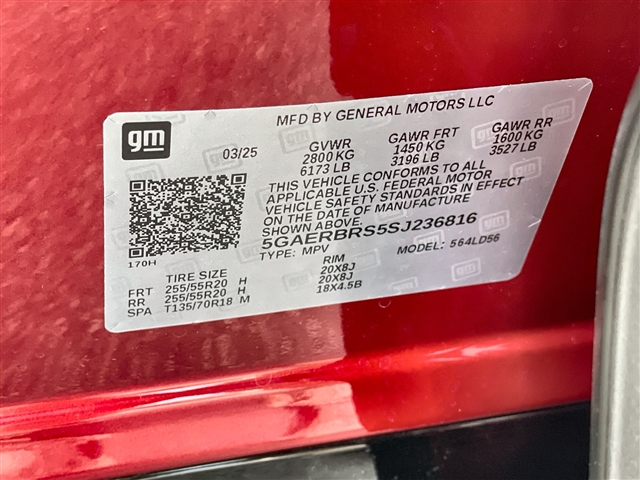 MFD BY GENERAL MOTORS LLC
gm
03/25 GVWR GAWR FRT GAWR RR
2800 KG 1450 KG 1600 KG
6173 LB 3196 LB 3527 LB
THIS VEHICLE CONFORMS TO ALL
APPLICABLE U.S. FEDERAL MOTOR
VEHICLE SAFETY STANDARDS IN EFFECT
ON THE DATE OF MANUFACTURE
SHOWN ABOVE.
5GAERBRS5SJ236816
TYPE: MPV MODEL: 564LD56
170H
TIRE SIZE RIM
FRT 255/55R20 H 20X8J
RR 255/55R20 H 20X8J
SPA T135/70R18 M 18X4.5B